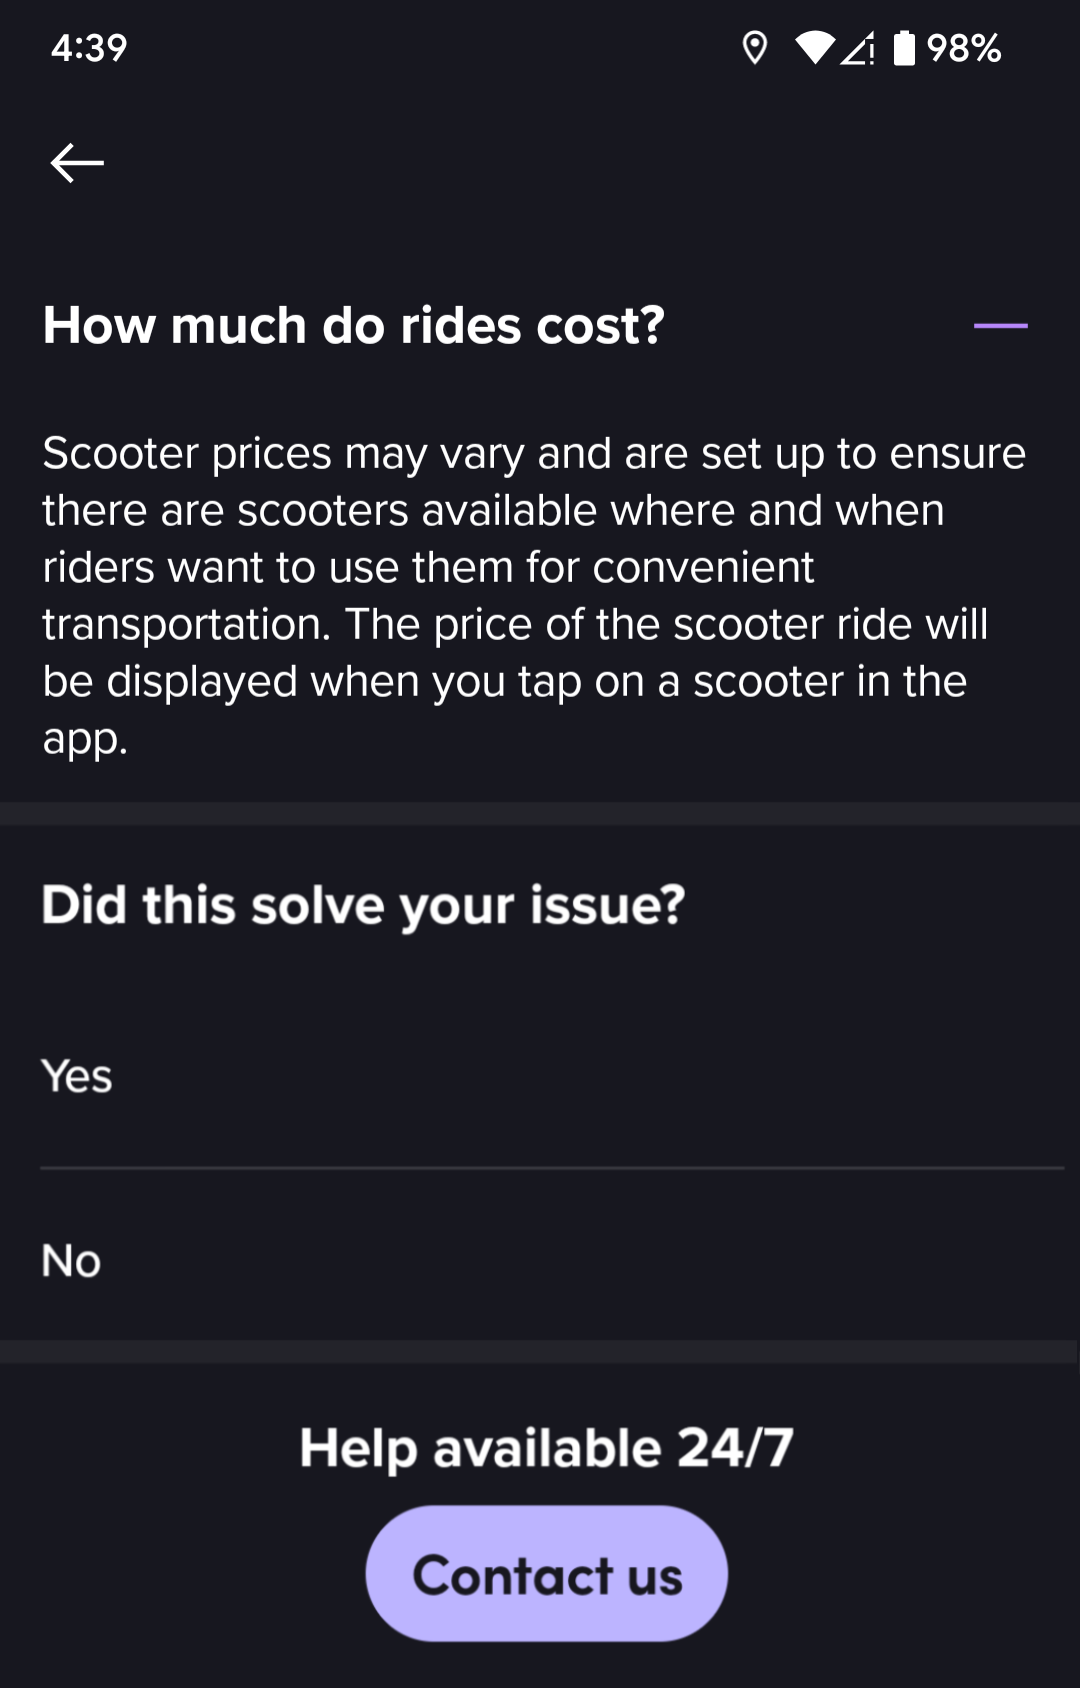 4:39
98%
How much do rides cost?
Scooter prices may vary and are set up to ensure
there are scooters available where and when
riders want to use them for convenient
transportation. The price of the scooter ride will
be displayed when you tap on a scooter in the
app.
Did this solve your issue?
Yes
No
Help available 24/7
Contact us